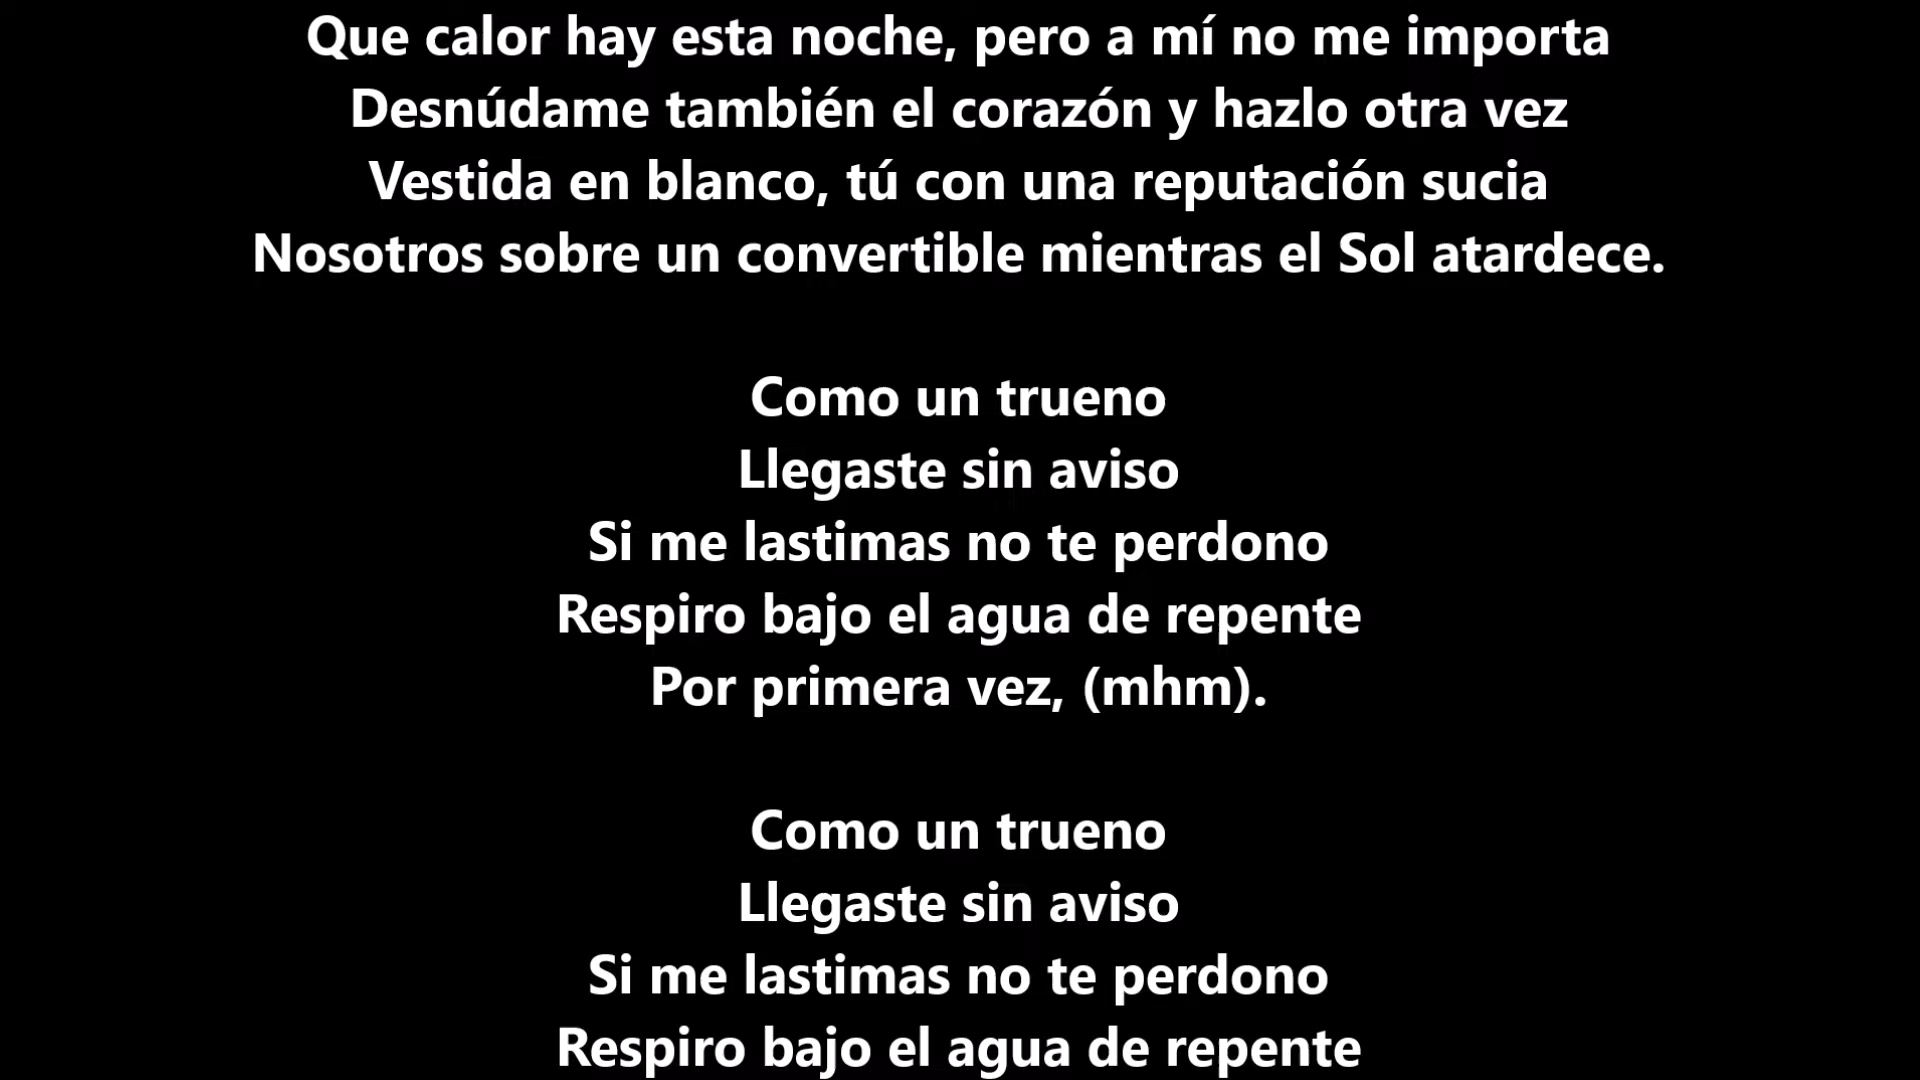 Que calor hay esta noche, pero a mí no me importa
Desnúdame también el corazón y hazlo otra vez
Vestida en blanco, tú con una reputación sucia
Nosotros sobre un convertible mientras el Sol atardece.
Como un trueno
Llegaste sin aviso
Si me lastimas no te perdono
Respiro bajo el agua de repente
Por primera vez, (mhm).
Como un trueno
Llegaste sin aviso
Si me lastimas no te perdono
Respiro bajo el agua de repente